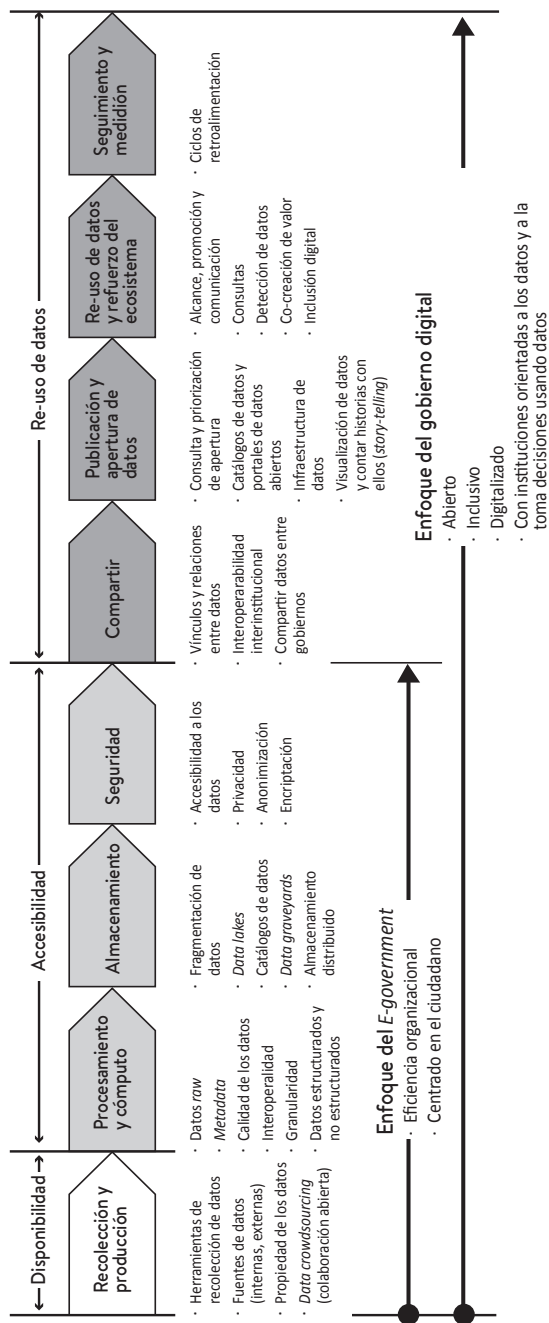 Disponibilidad
Accesibilidad
Re-uso de datos
Recolección y
producción
· Herramientas de
recolección de datos
· Fuentes de datos
(internas, externas)
· Propiedad de los datos
· Data crowdsourcing
(colaboración abierta)
Procesamiento
y cómputo
· Datos raw
· Metadata
· Calidad de los datos
· Interoperalidad
· Granularidad
· Datos estructurados y
no estructurados
Almacenamiento
· Fragmentación de
datos
· Data lakes
· Catálogos de datos
· Data graveyards
· Almacenamiento
distribuido
Seguridad
· Accesibilidad a los
datos
· Privacidad
· Anonimización
· Encriptación
Compartir
· Vínculos y relaciones
entre datos
· Interoperarabilidad
interinstitucional
· Compartir datos entre
gobiernos
Publicación y
apertura de
datos
· Consulta y priorización
de apertura
· Catálogos de datos y
portales de datos
abiertos
· Infraestructura de
datos
· Visualización de datos
y contar historias con
ellos (story-telling)
Re-uso de datos
y refuerzo del
ecosistema
· Alcance, promoción y
comunicación
· Consultas
· Detección de datos
· Co-creación de valor
· Inclusión digital
Seguimiento y
medidión
· Ciclos de
retroalimentación
Enfoque del E-government
· Eficiencia organizacional
· Centrado en el ciudadano
Enfoque del gobierno digital
· Abierto
· Inclusivo
· Digitalizado
· Con instituciones orientadas a los datos y a la
toma decisiones usando datos